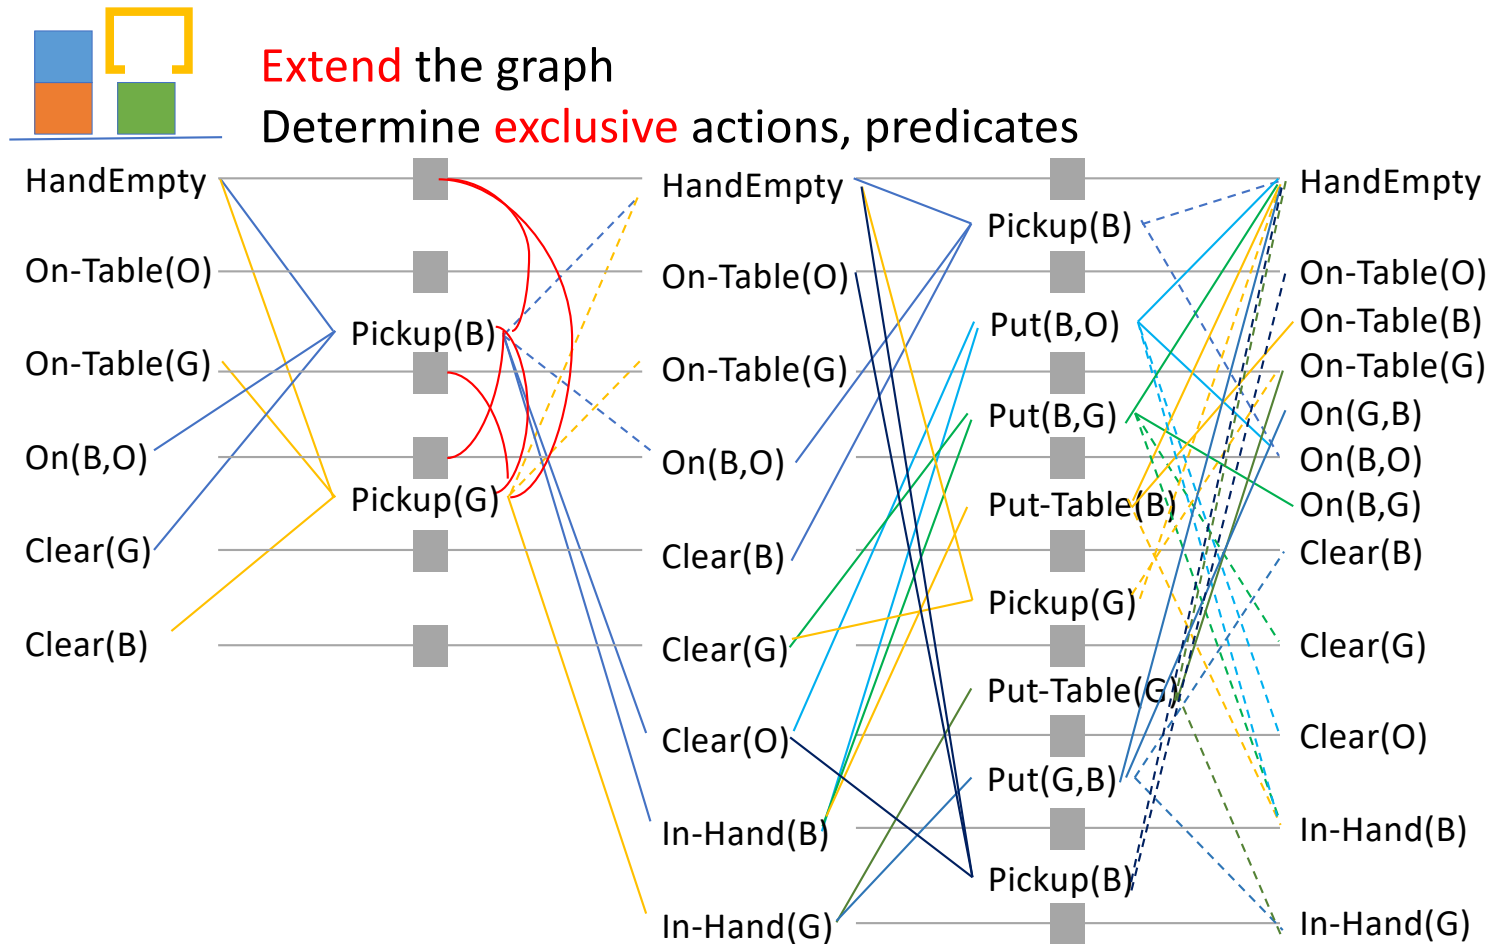 Extend the graph
Determine exclusive actions, predicates
HandEmpty
On-Table(O)
On-Table(G)
On(B,O)
Clear(G)
Clear(B)
Pickup(B)
Pickup(G)
HandEmpty
On-Table(O)
On-Table(G)
On(B,O)
Clear(B)
Clear(G)
Clear(O)
In-Hand(B)
In-Hand(G)
Pickup(B)
Put(B,O)
Put(B,G)
Put-Table(B)
Pickup(G)
Put-Table(G)
Put(G,B)
Pickup(B)
HandEmpty
On-Table(O)
On-Table(B)
On-Table(G)
On(G,B)
On(B,O)
On(B,G)
Clear(B)
Clear(G)
Clear(O)
In-Hand(B)
In-Hand(G)